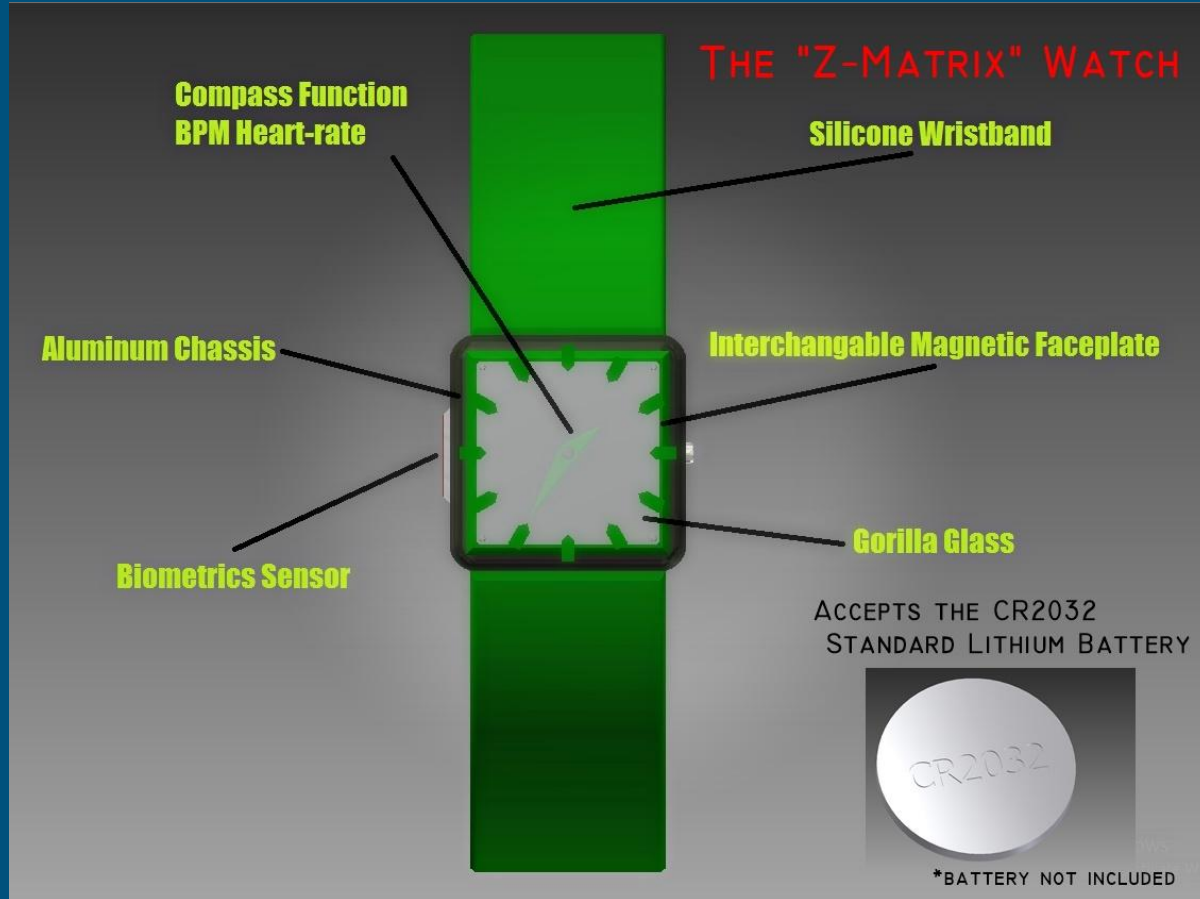 THE "Z-MATRIX" WATCH
Compass Function
BPM Heart-rate
Silicone Wristband
Aluminum Chassis
Interchangable Magnetic Faceplate
Biometrics Sensor
Gorilla Glass
ACCEPTS THE CR2032
STANDARD LITHIUM BATTERY
CR2032
*BATTERY NOT INCLUDED